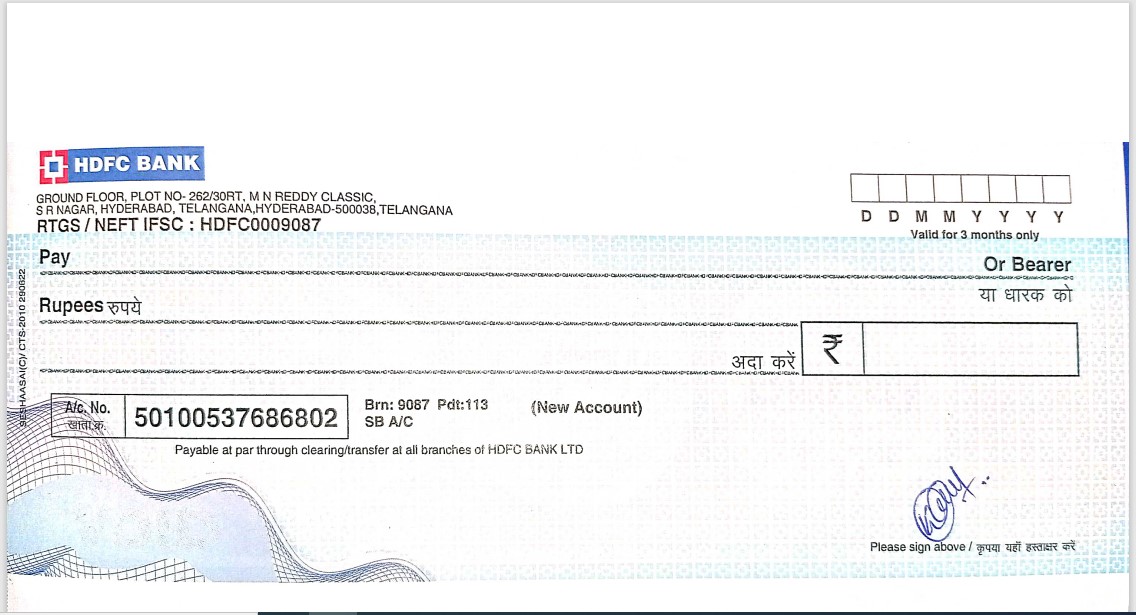 HDFC BANK
GROUND FLOOR, PLOT NO- 262/30RT, M N REDDY CLASSIC,
S R NAGAR, HYDERABAD, TELANGANA,HYDERABAD-500038,TELANGANA
RTGS / NEFT IFSC : HDFC0009087
D D M M Y Y Y Y
Valid for 3 months only
Pay
Or Bearer
या धारक को
Rupees रुपये
अदा करें ₹
A/c. No.
खाता क्र.
50100537686802
Brn: 9087 Pdt:113 (New Account)
SB A/C
Payable at par through clearing/transfer at all branches of HDFC BANK LTD
Please sign above / कृपया यहाँ हस्ताक्षर करें
SESHAASAI(C)/ CTS-2010 290822